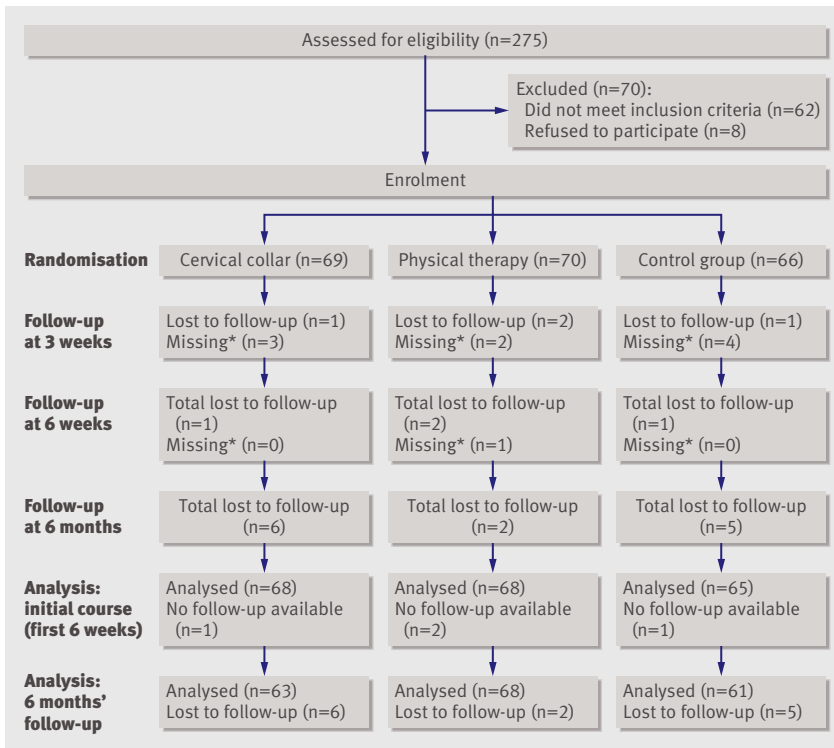 Assessed for eligibility (n=275)
Excluded (n=70):
Did not meet inclusion criteria (n=62)
Refused to participate (n=8)
Enrolment
Randomisation
Cervical collar (n=69)
Physical therapy (n=70)
Control group (n=66)
Follow-up
at 3 weeks
Lost to follow-up (n=1)
Missing* (n=3)
Lost to follow-up (n=2)
Missing* (n=2)
Lost to follow-up (n=1)
Missing* (n=4)
Follow-up
at 6 weeks
Total lost to follow-up
(n=1)
Missing* (n=0)
Total lost to follow-up
(n=2)
Missing* (n=1)
Total lost to follow-up
(n=1)
Missing* (n=0)
Follow-up
at 6 months
Total lost to follow-up
(n=6)
Total lost to follow-up
(n=2)
Total lost to follow-up
(n=5)
Analysis:
initial course
(first 6 weeks)
Analysed (n=68)
No follow-up available
(n=1)
Analysed (n=68)
No follow-up available
(n=2)
Analysed (n=65)
No follow-up available
(n=1)
Analysis:
6 months’
follow-up
Analysed (n=63)
Lost to follow-up (n=6)
Analysed (n=68)
Lost to follow-up (n=2)
Analysed (n=61)
Lost to follow-up (n=5)